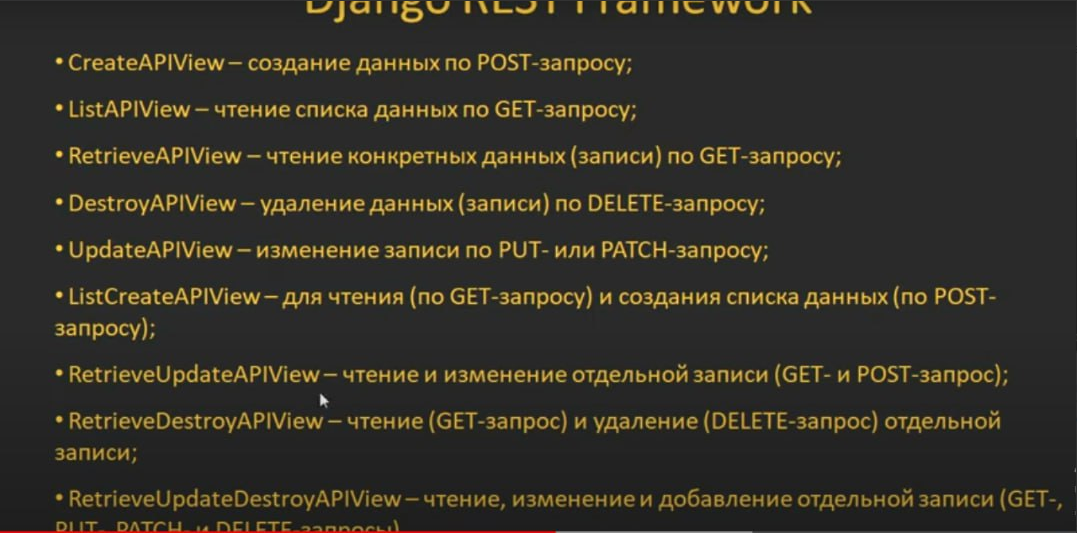 Django REST Framework
• CreateAPIView – создание данных по POST-запросу;
• ListAPIView – чтение списка данных по GET-запросу;
• RetrieveAPIView – чтение конкретных данных (записи) по GET-запросу;
• DestroyAPIView – удаление данных (записи) по DELETE-запросу;
• UpdateAPIView – изменение записи по PUT- или PATCH-запросу;
• ListCreateAPIView – для чтения (по GET-запросу) и создания списка данных (по POST-
запросу);
• RetrieveUpdateAPIView – чтение и изменение отдельной записи (GET- и POST-запрос);
• RetrieveDestroyAPIView – чтение (GET-запрос) и удаление (DELETE-запрос) отдельной
записи;
• RetrieveUpdateDestroyAPIView – чтение, изменение и добавление отдельной записи (GET-,
PUT-, PATCH- и DELETE-запросы)